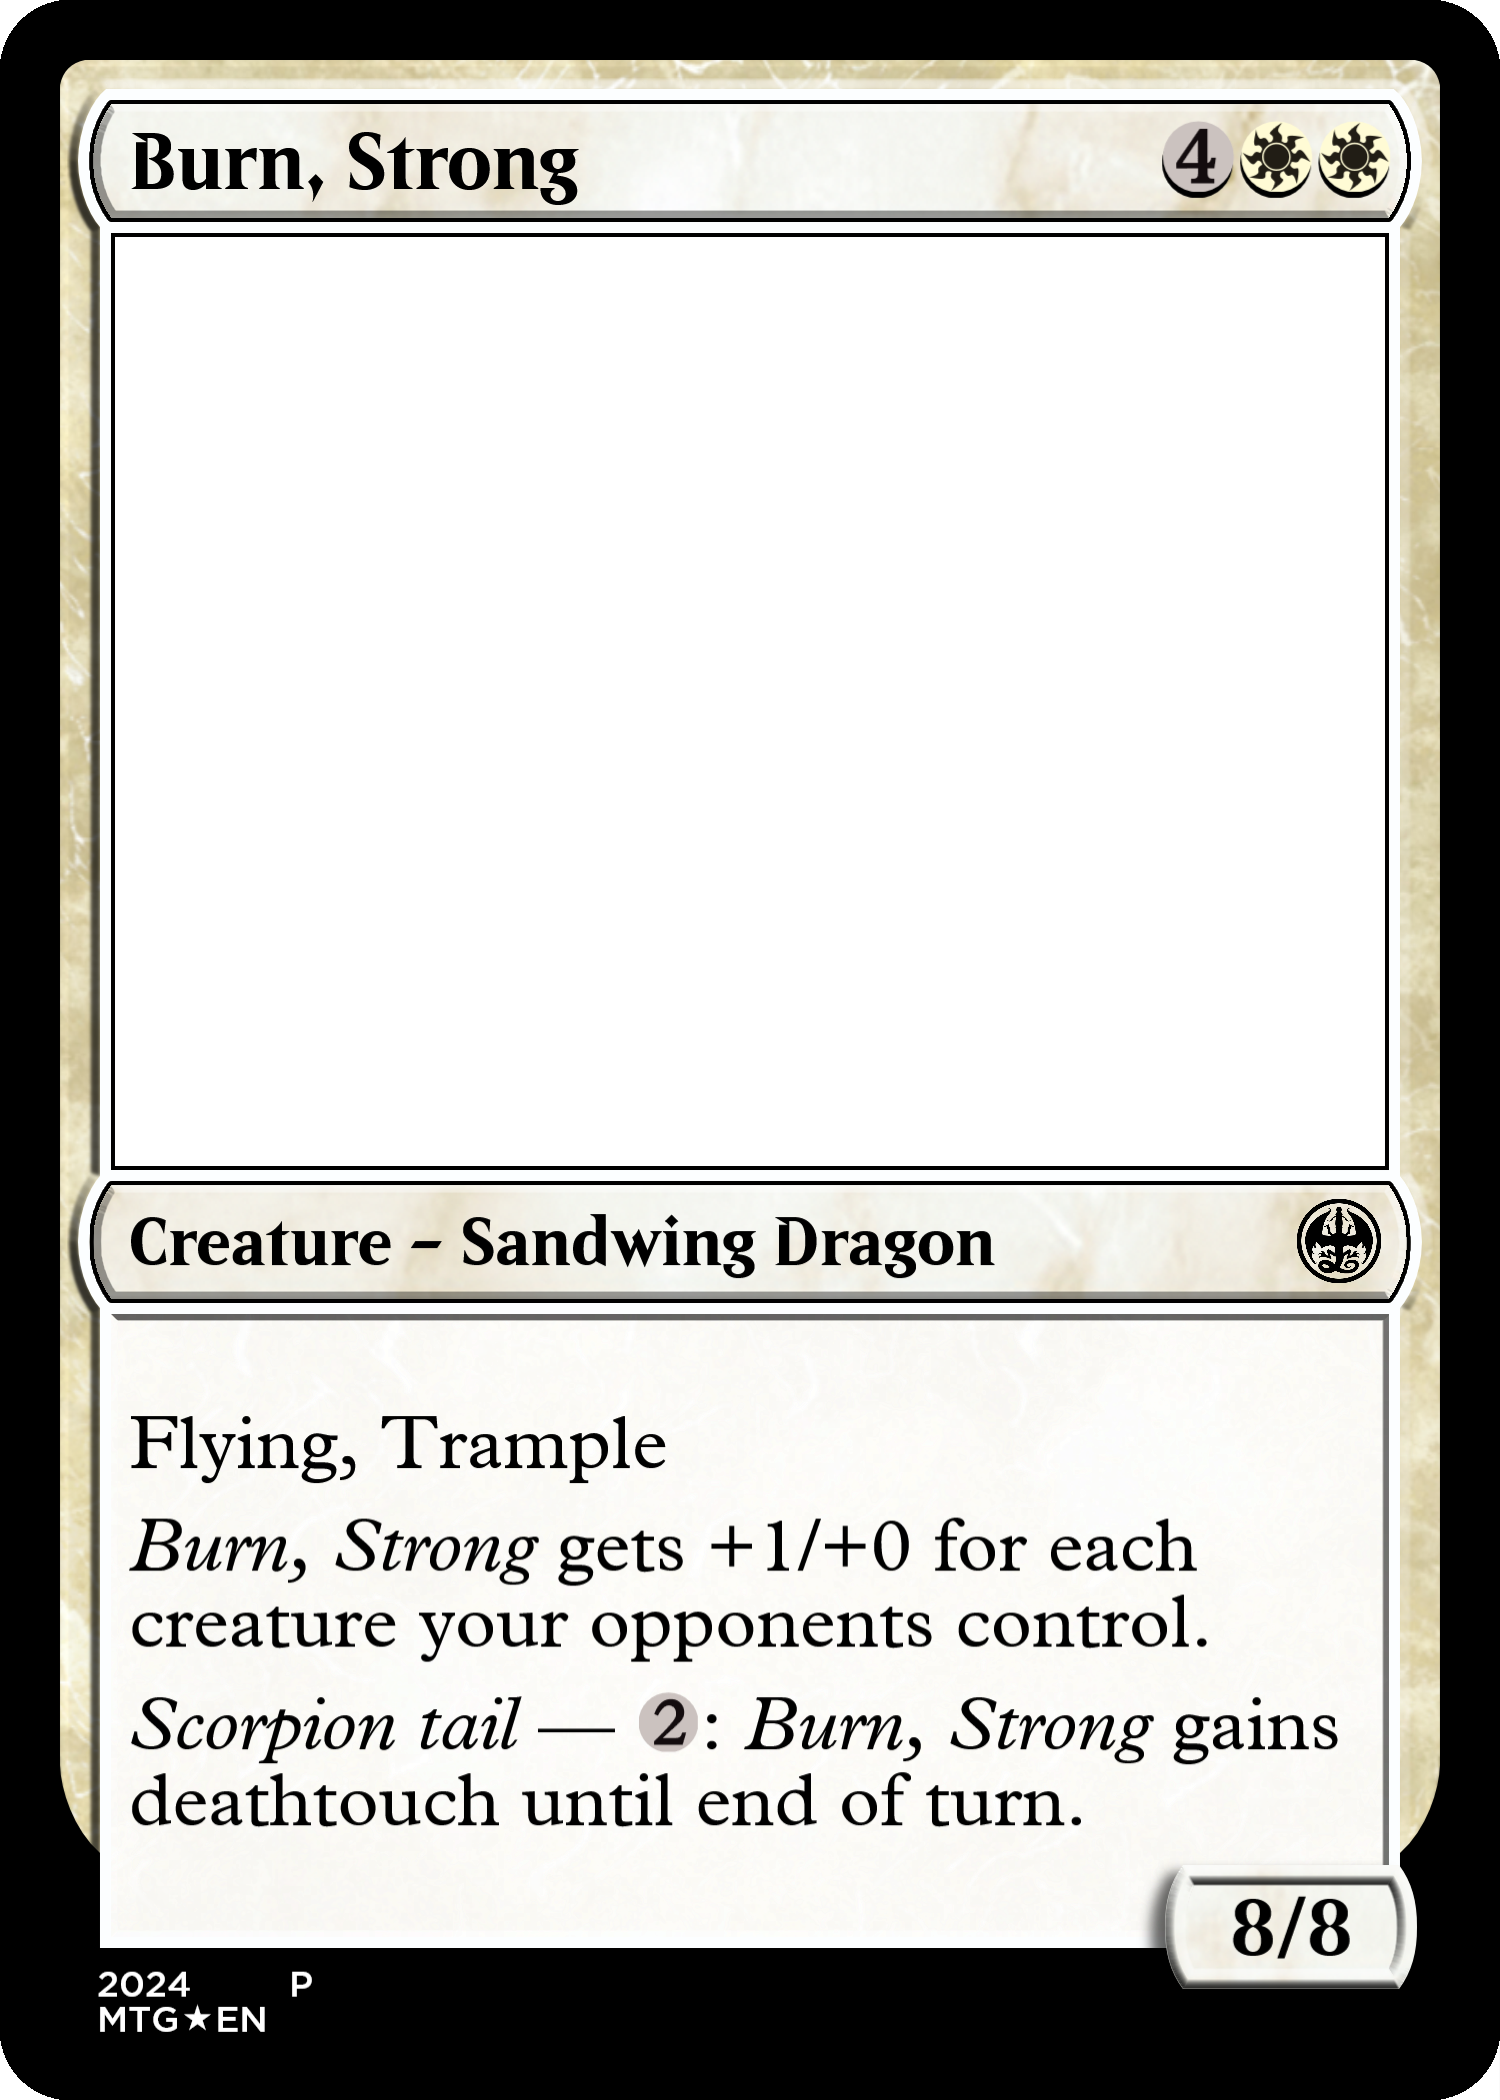 Burn, Strong 4
Creature – Sandwing Dragon
Flying, Trample
Burn, Strong gets +1/+0 for each
creature your opponents control.
Scorpion tail — 2: Burn, Strong gains
deathtouch until end of turn.
8/8
2024 P
MTG★EN